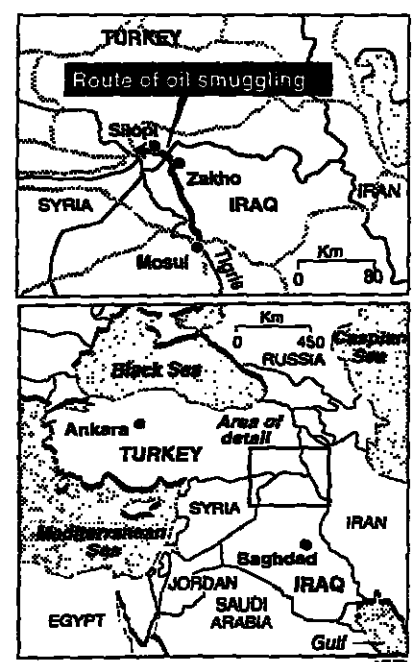 TURKEY
Route of oil smuggling
Silopi
Zakho
SYRIA
IRAQ
IRAN
Mosul
Tigris
Km
0 80
Km
0 450
RUSSIA
Caspian
Sea
Black Sea
Ankara
Area of
detail
TURKEY
SYRIA
IRAN
Mediterranean
Sea
Baghdad
JORDAN
IRAQ
SAUDI
ARABIA
EGYPT
Gulf